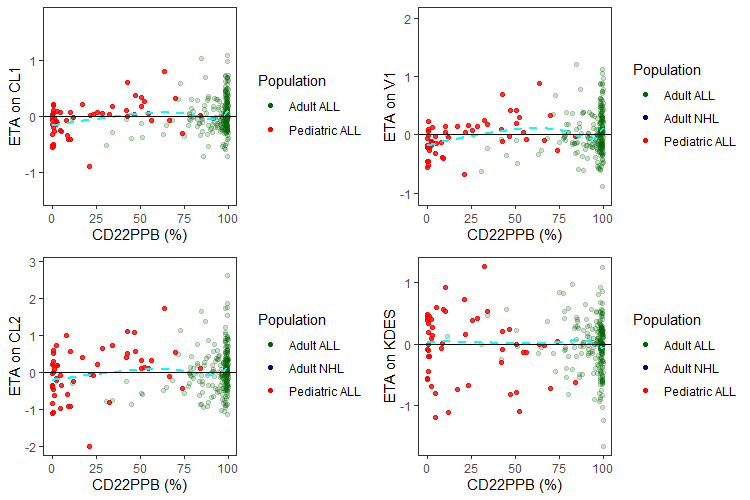 ETA on CL1
1
0
-1
0
25
50
75
100
CD22PPB (%)
Population
Adult ALL
Pediatric ALL
ETA on V1
2
1
0
-1
0
25
50
75
100
CD22PPB (%)
Population
Adult ALL
Adult NHL
Pediatric ALL
ETA on CL2
3
2
1
0
-1
-2
0
25
50
75
100
CD22PPB (%)
Population
Adult ALL
Adult NHL
Pediatric ALL
ETA on KDES
1
0
-1
0
25
50
75
100
CD22PPB (%)
Population
Adult ALL
Adult NHL
Pediatric ALL